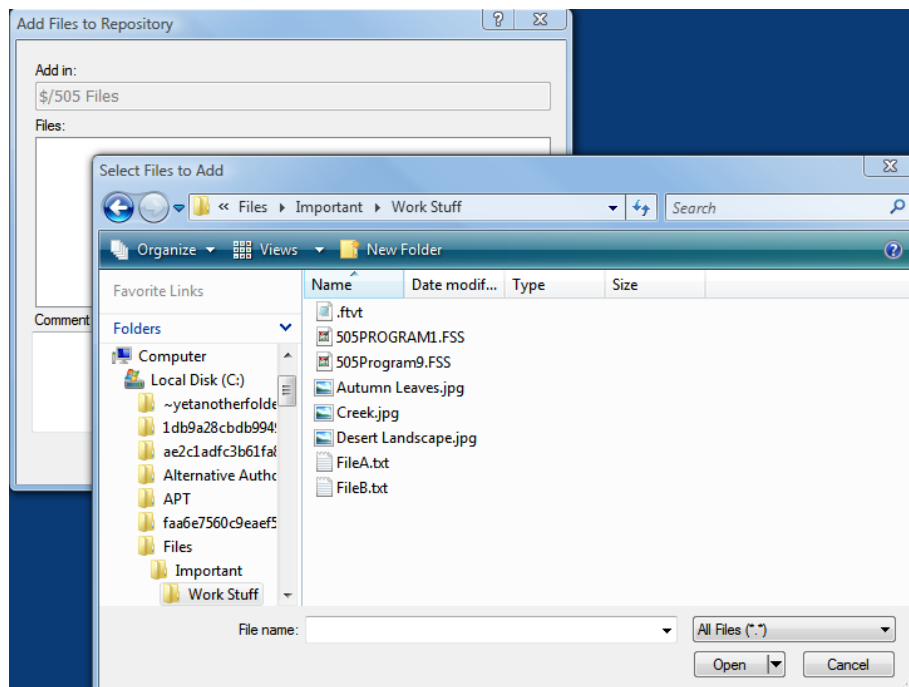 Add Files to Repository
Add in:
$/505 Files
Files:
Select Files to Add
« Files Important Work Stuff
Search
Organize Views New Folder
Favorite Links
Name Date modif... Type Size
Folders
.ftvt
505PROGRAM1.FSS
505Program9.FSS
Autumn Leaves.jpg
Creek.jpg
Desert Landscape.jpg
FileA.txt
FileB.txt
Comment
Computer
Local Disk (C:)
~yetanotherfolde
1db9a28cbdb994
ae2c1adfc3b61fa
Alternative Autho
APT
faa6e7560c9eaef5
Files
Important
Work Stuff
File name:
All Files (*.*)
Open Cancel